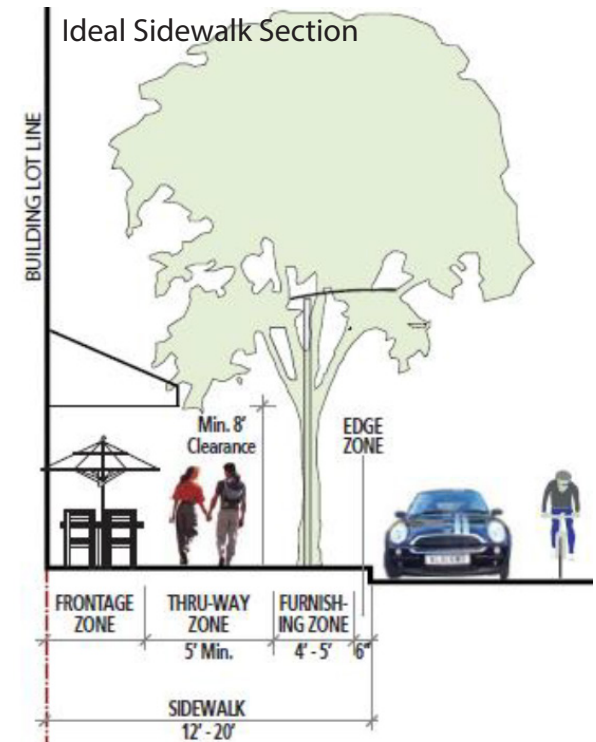 Ideal Sidewalk Section
BUILDING LOT LINE
Min. 8'
Clearance
EDGE
ZONE
FRONTAGE
ZONE
THRU-WAY
ZONE
5' Min.
FURNISH-
ING ZONE
4' - 5'
6"
SIDEWALK
12' - 20'